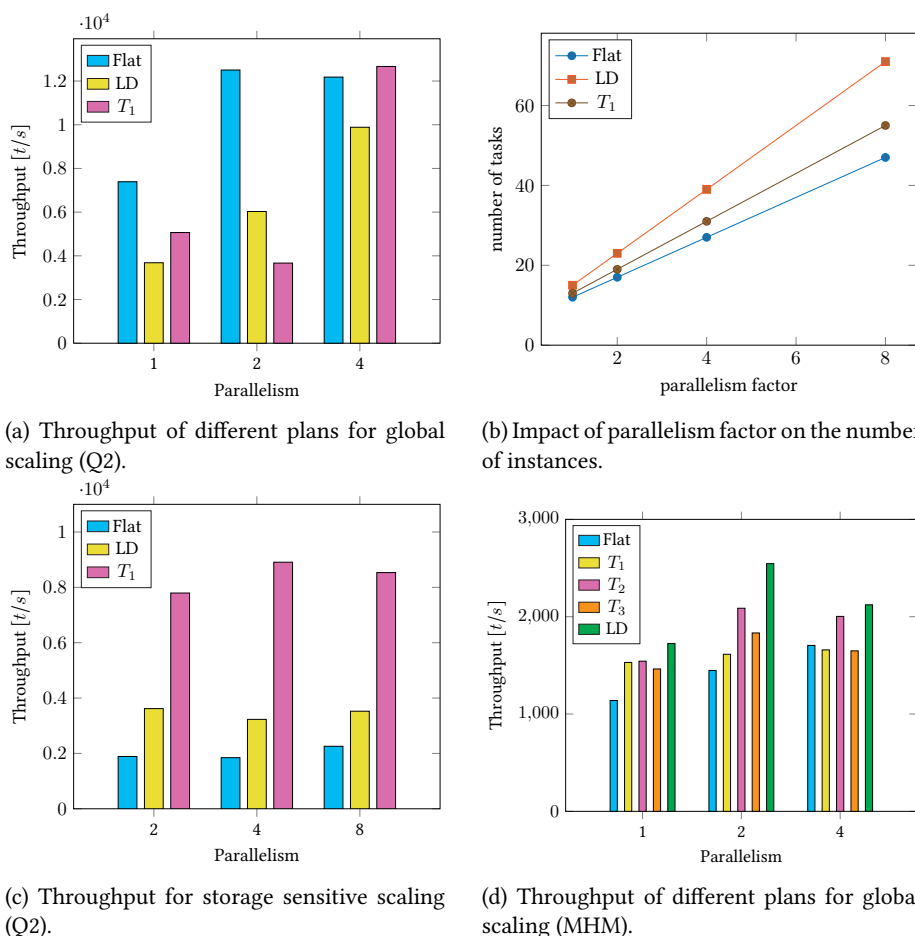 ·10⁴
1.2
1
0.8
0.6
0.4
0.2
0
Throughput [t/s]
Flat
LD
T₁
1 2 4
Parallelism
(a) Throughput of different plans for global
scaling (Q2).
60
40
20
number of tasks
Flat
LD
T₁
2 4 6 8
parallelism factor
(b) Impact of parallelism factor on the number
of instances.
·10⁴
1
0.8
0.6
0.4
0.2
0
Throughput [t/s]
Flat
LD
T₁
2 4 8
Parallelism
(c) Throughput for storage sensitive scaling
(Q2).
3,000
2,000
1,000
0
Throughput [t/s]
Flat
T₁
T₂
T₃
LD
1 2 4
Parallelism
(d) Throughput of different plans for global
scaling (MHM).